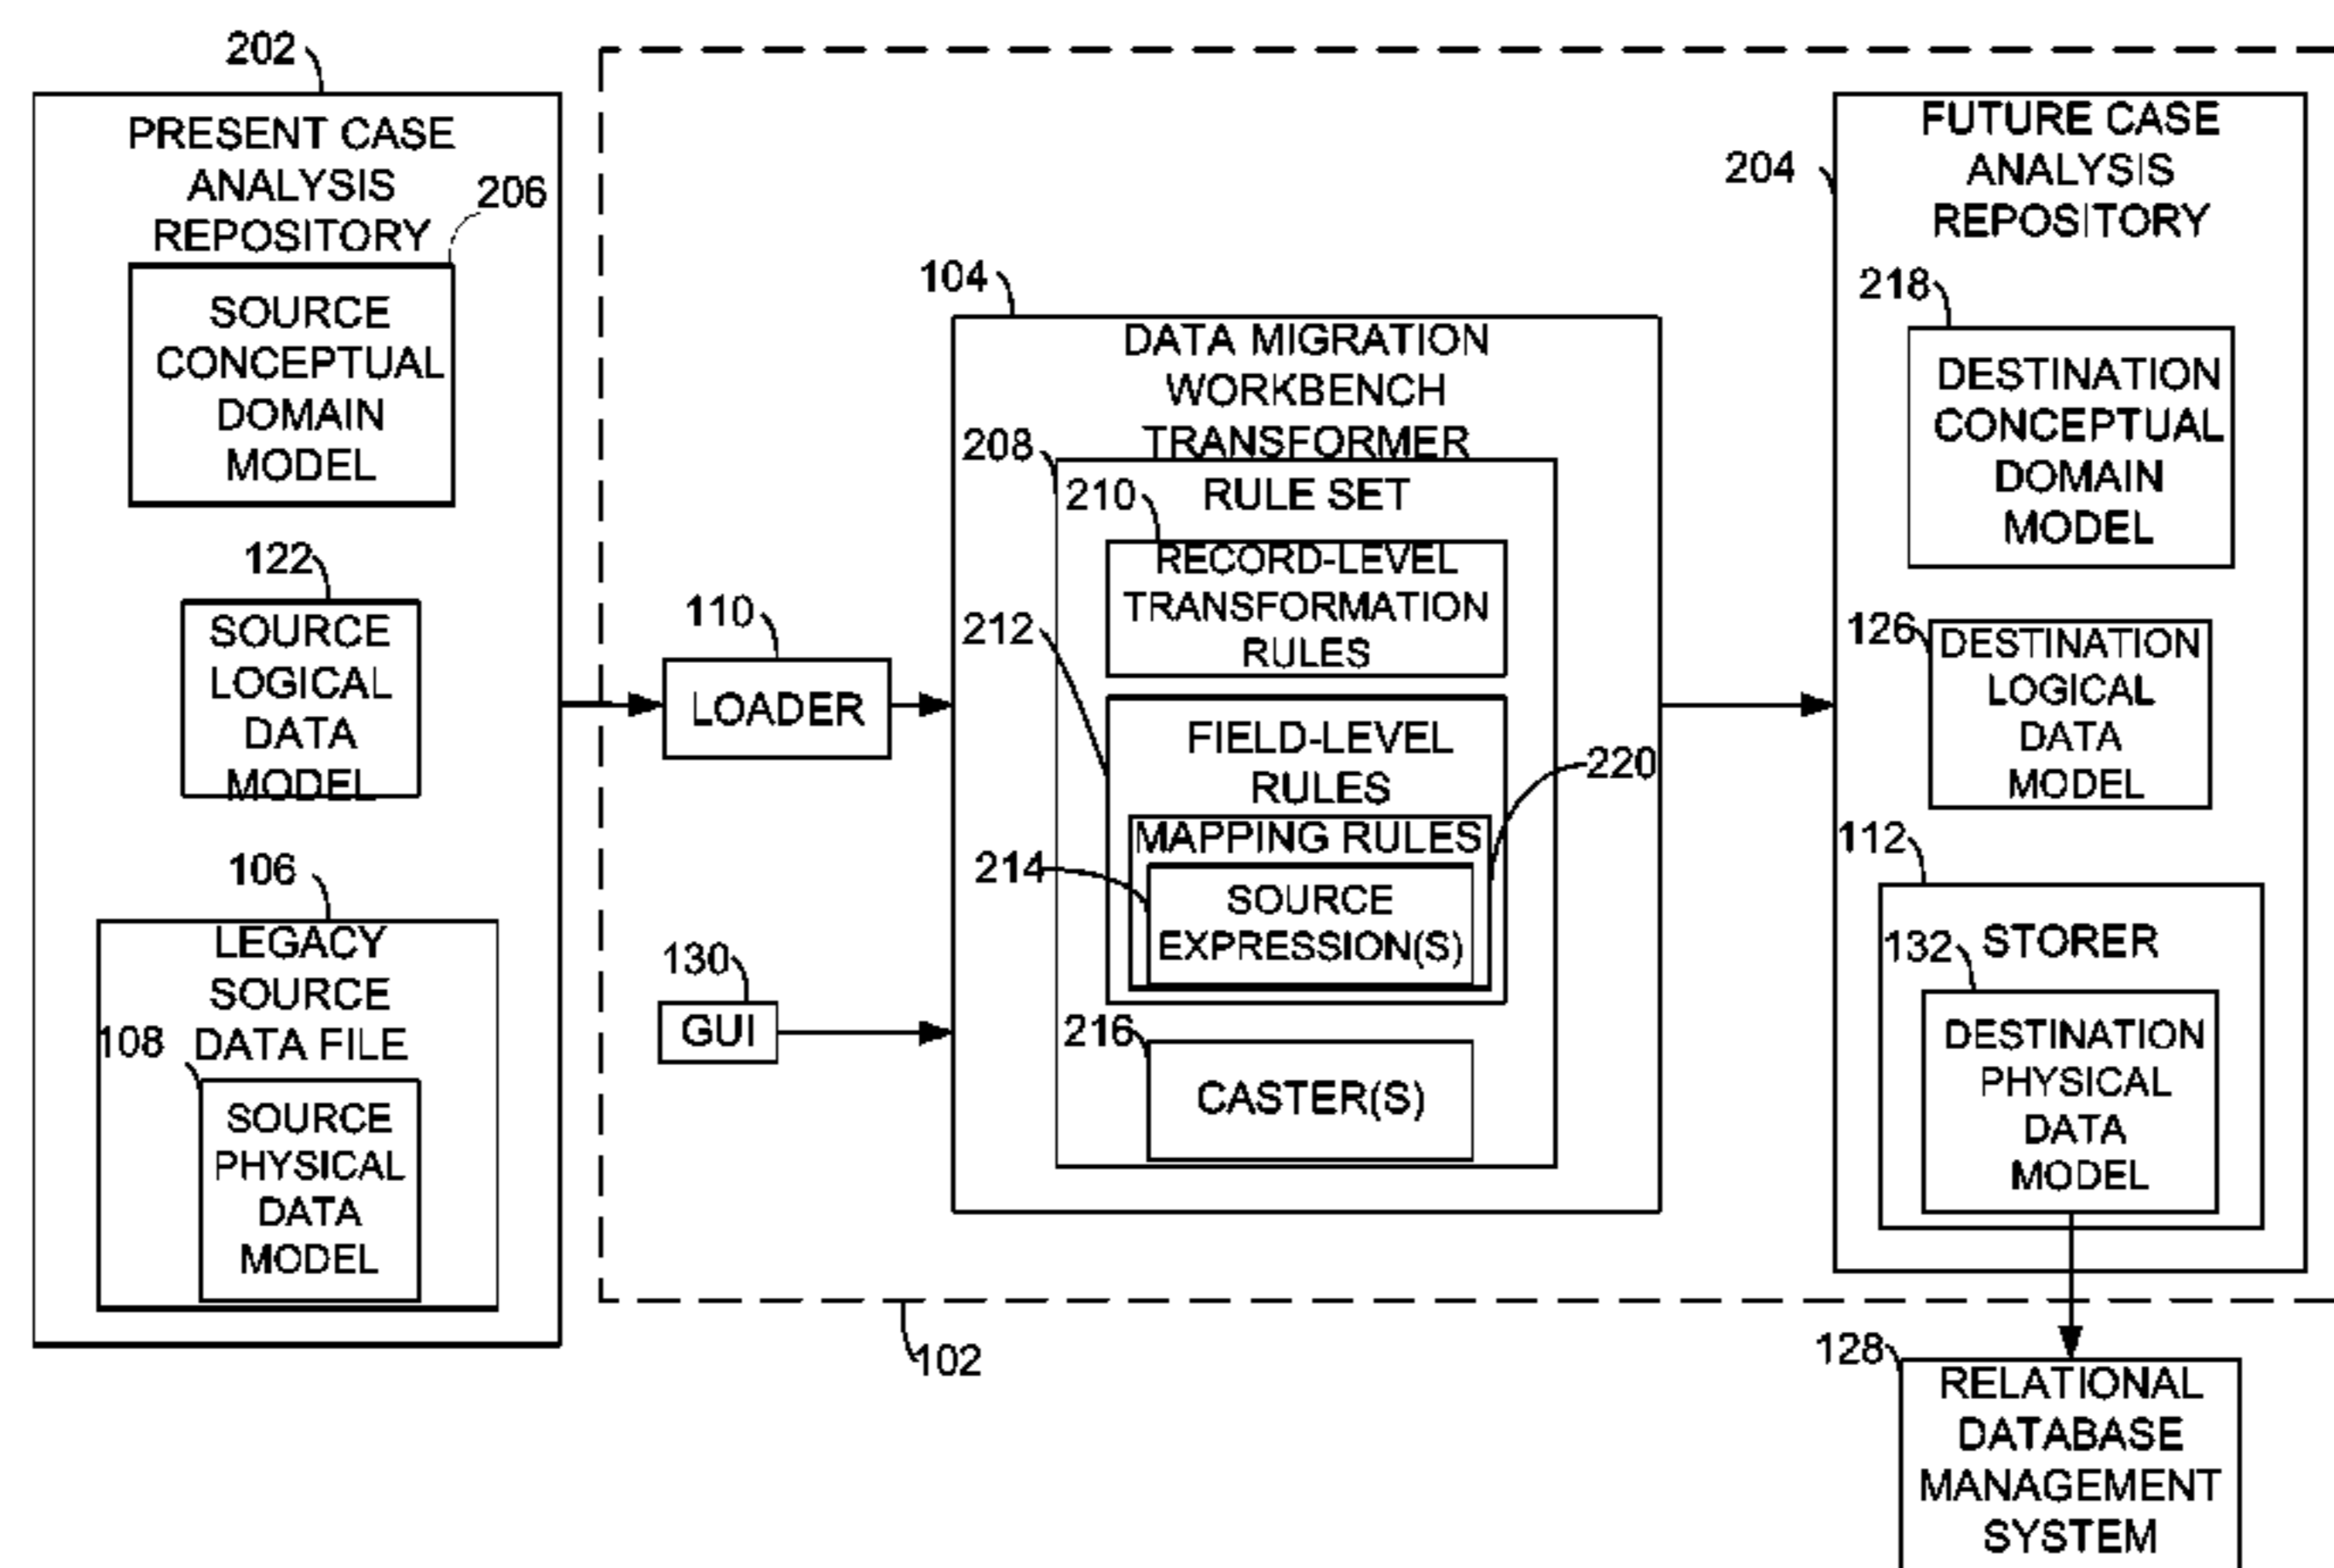 202
PRESENT CASE
ANALYSIS
REPOSITORY
206
SOURCE
CONCEPTUAL
DOMAIN
MODEL
122
SOURCE
LOGICAL
DATA
MODEL
106
LEGACY
SOURCE
DATA FILE
108
SOURCE
PHYSICAL
DATA
MODEL
110
LOADER
130
GUI
102
104
DATA MIGRATION
WORKBENCH
TRANSFORMER
208
RULE SET
210
RECORD-LEVEL
TRANSFORMATION
RULES
212
FIELD-LEVEL
RULES
220
MAPPING RULES
214
SOURCE
EXPRESSION(S)
216
CASTER(S)
204
FUTURE CASE
ANALYSIS
REPOSITORY
218
DESTINATION
CONCEPTUAL
DOMAIN
MODEL
126
DESTINATION
LOGICAL
DATA
MODEL
112
STORER
132
DESTINATION
PHYSICAL
DATA
MODEL
128
RELATIONAL
DATABASE
MANAGEMENT
SYSTEM